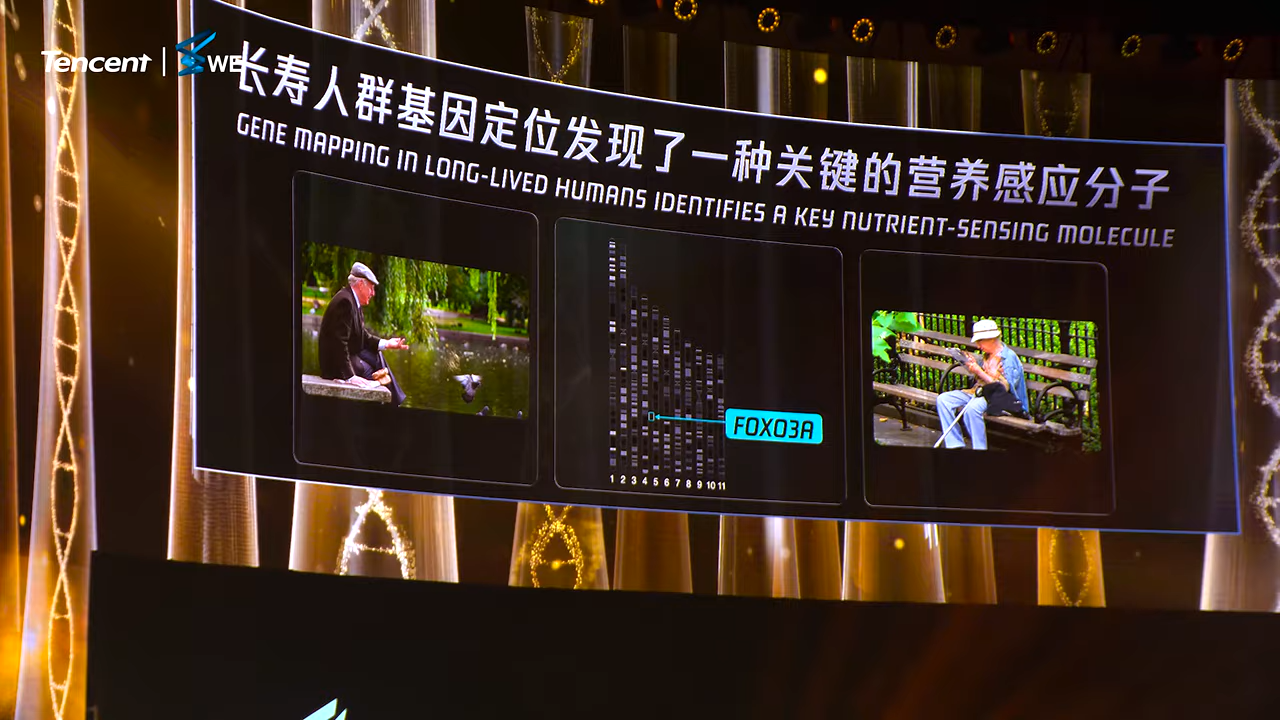 Tencent | WE
长寿人群基因定位发现了一种关键的营养感应分子
GENE MAPPING IN LONG-LIVED HUMANS IDENTIFIES A KEY NUTRIENT-SENSING MOLECULE
FOXO3A
1 2 3 4 5 6 7 8 9 10 11